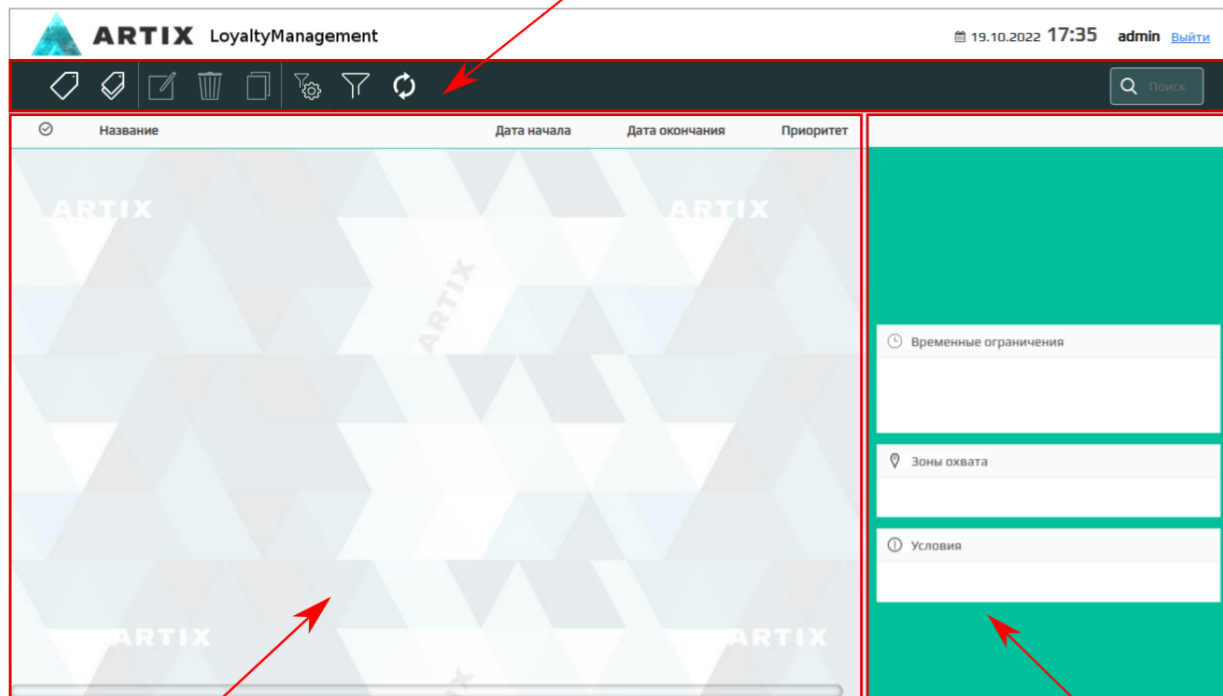 ARTIX LoyaltyManagement
19.10.2022 17:35 admin Выйти
Поиск
Название Дата начала Дата окончания Приоритет
ARTIX ARTIX
ARTIX
Временные ограничения
Зоны охвата
Условия
ARTIX ARTIX